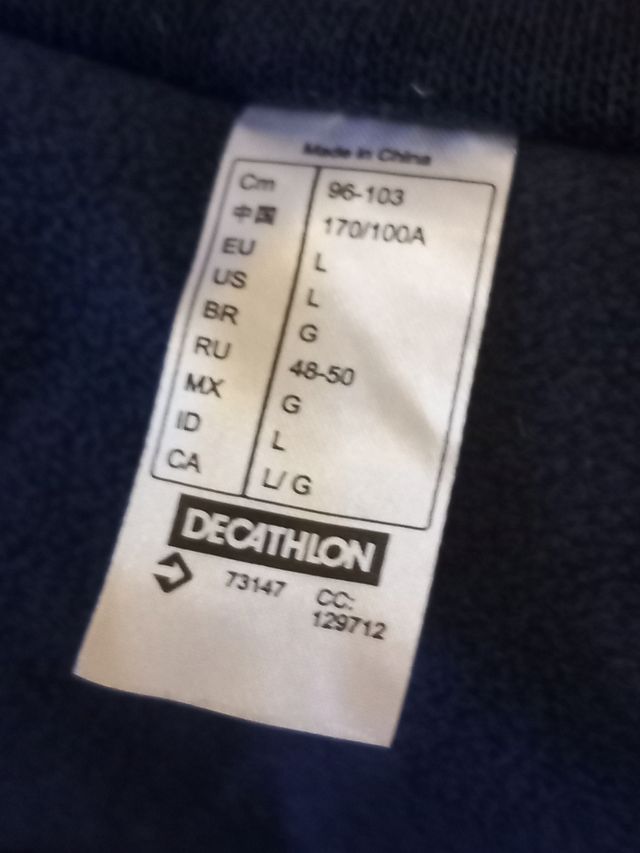 Made in China
Cm 96-103
中国 170/100A
EU L
US L
BR G
RU 48-50
MX G
ID L
CA L/G
DECATHLON
73147 CC:
129712